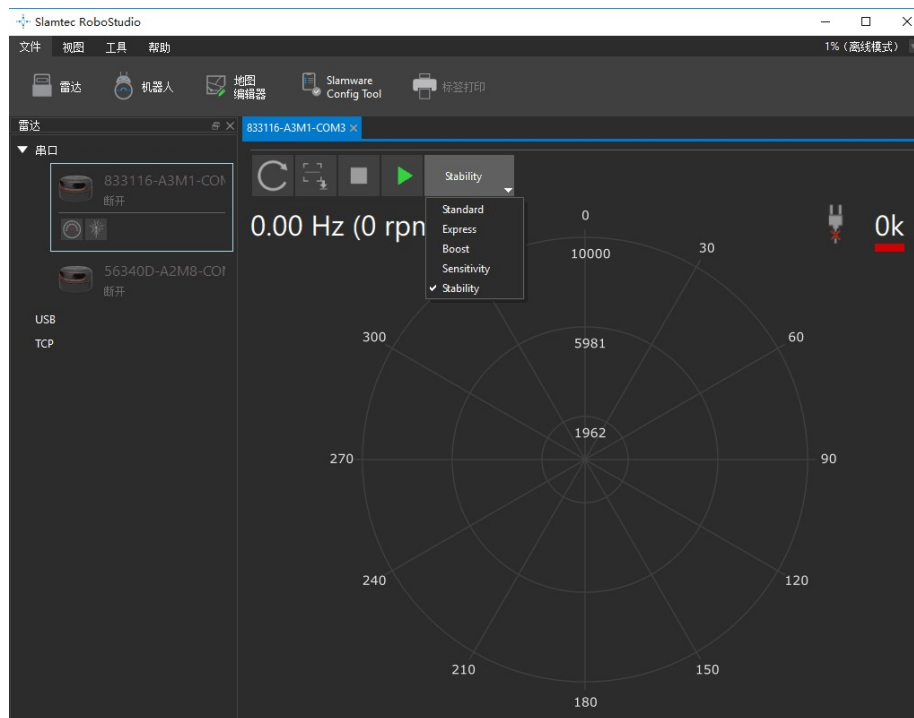 Slamtec RoboStudio
文件 视图 工具 帮助 1% (离线模式)
雷达 机器人 地图编辑器 Slamware Config Tool 标签打印
雷达 833116-A3M1-COM3
串口
833116-A3M1-COM
断开
56340D-A2M8-COM
断开
USB
TCP
Stability
Standard
Express
Boost
Sensitivity
Stability
0.00 Hz (0 rpm
0k
0
30
60
90
120
150
180
210
240
270
300
10000
5981
1962